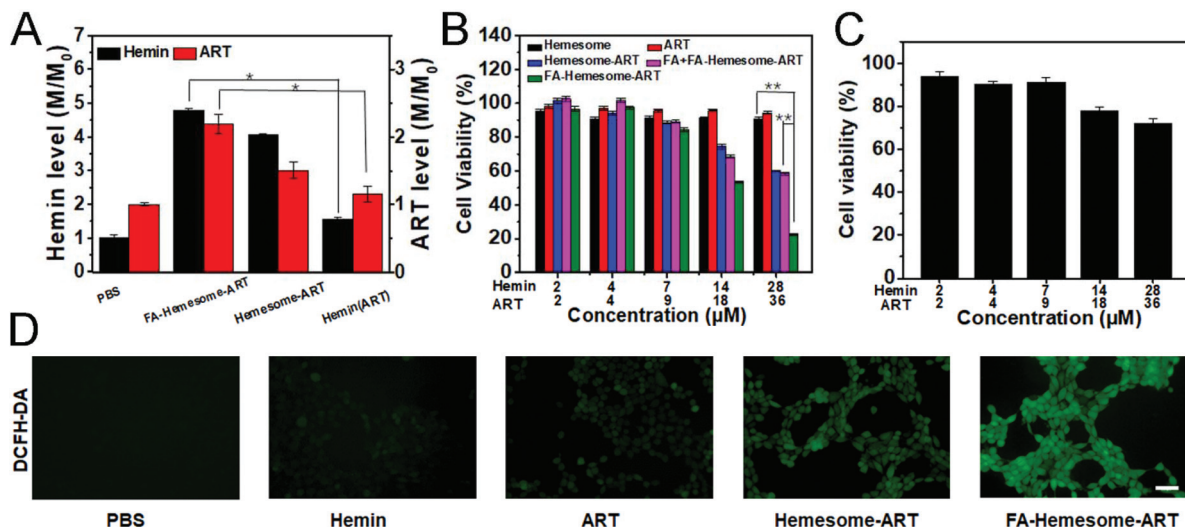 A
Hemin ART
Hemin level (M/M0)
6
5
4
3
2
1
0
ART level (M/M0)
3
2
1
0
*
*
PBS
FA-Hemesome-ART
Hemesome-ART
Hemin(ART)
B
Hemesome ART
Hemesome-ART FA+FA-Hemesome-ART
FA-Hemesome-ART
Cell Viability (%)
140
120
100
80
60
40
20
0
**
**
Hemin 2 4 7 14 28
ART 2 4 9 18 36
Concentration (µM)
C
Cell viability (%)
100
80
60
40
20
0
Hemin 2 4 7 14 28
ART 2 4 9 18 36
Concentration (µM)
D
DCFH-DA
PBS Hemin ART Hemesome-ART FA-Hemesome-ART